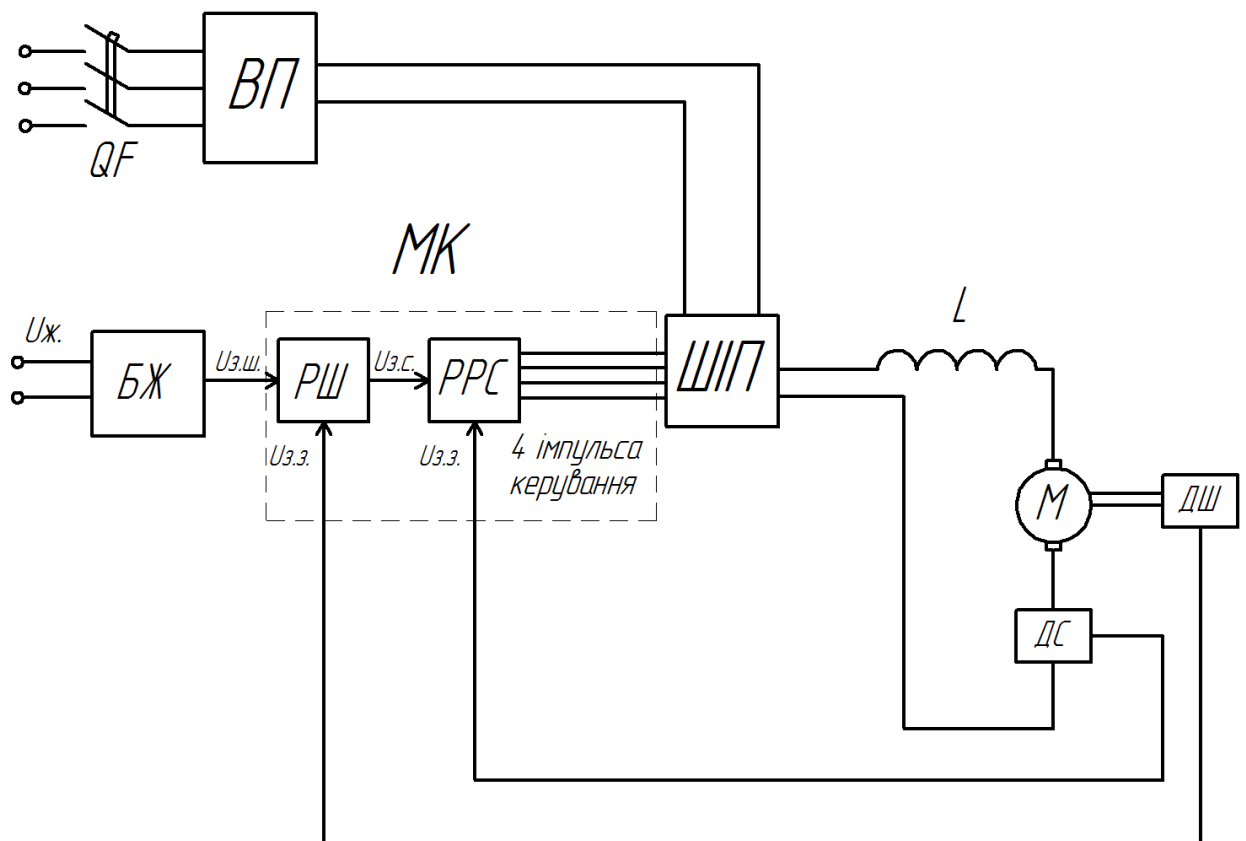 ВП
QF
МК
L
Uж.
БЖ
Uз.ш.
РШ
Uз.с.
РРС
ШІП
Uз.з.
Uз.з.
4 імпульса
керування
М
ДШ
ДС